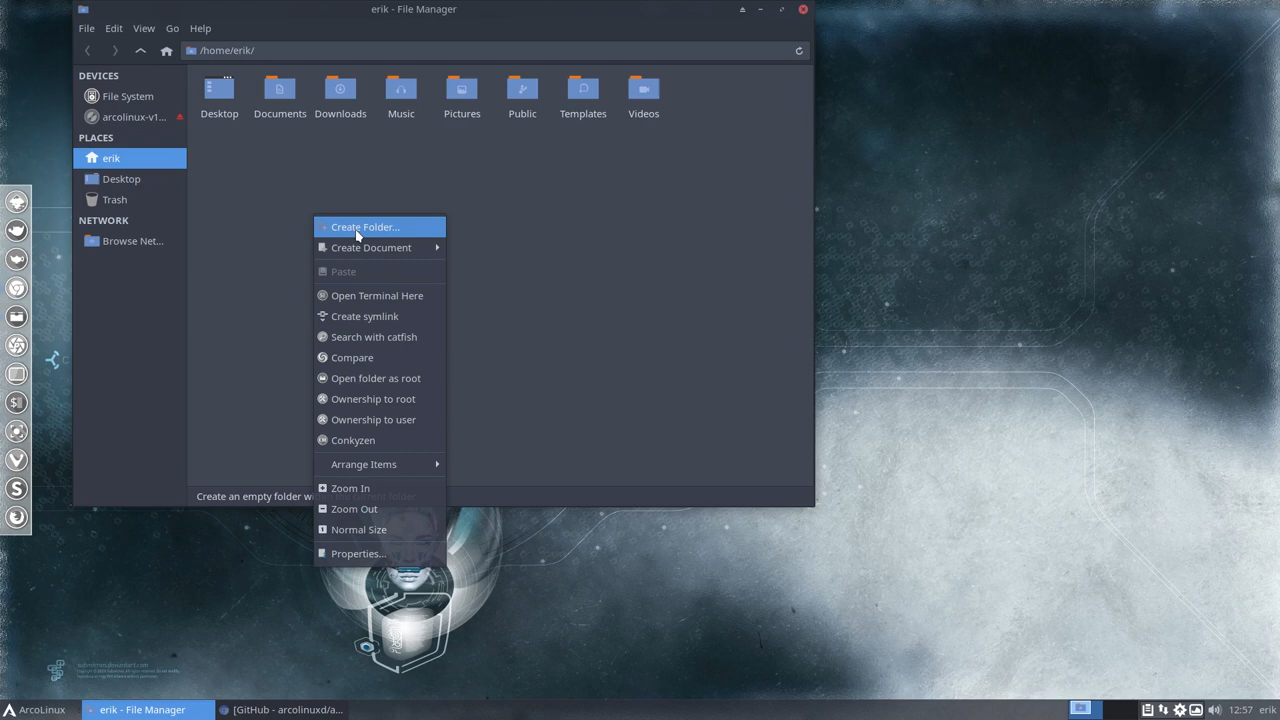 erik - File Manager
File Edit View Go Help
/home/erik/
DEVICES
File System
arcolinux-v1...
PLACES
erik
Desktop
Trash
NETWORK
Browse Net...
Desktop Documents Downloads Music Pictures Public Templates Videos
Create Folder...
Create Document
Paste
Open Terminal Here
Create symlink
Search with catfish
Compare
Open folder as root
Ownership to root
Ownership to user
Conkyzen
Arrange Items
Zoom In
Zoom Out
Normal Size
Properties...
Create an empty folder
ArcoLinux
erik - File Manager
[GitHub - arcolinuxd/a...
12:57 erik